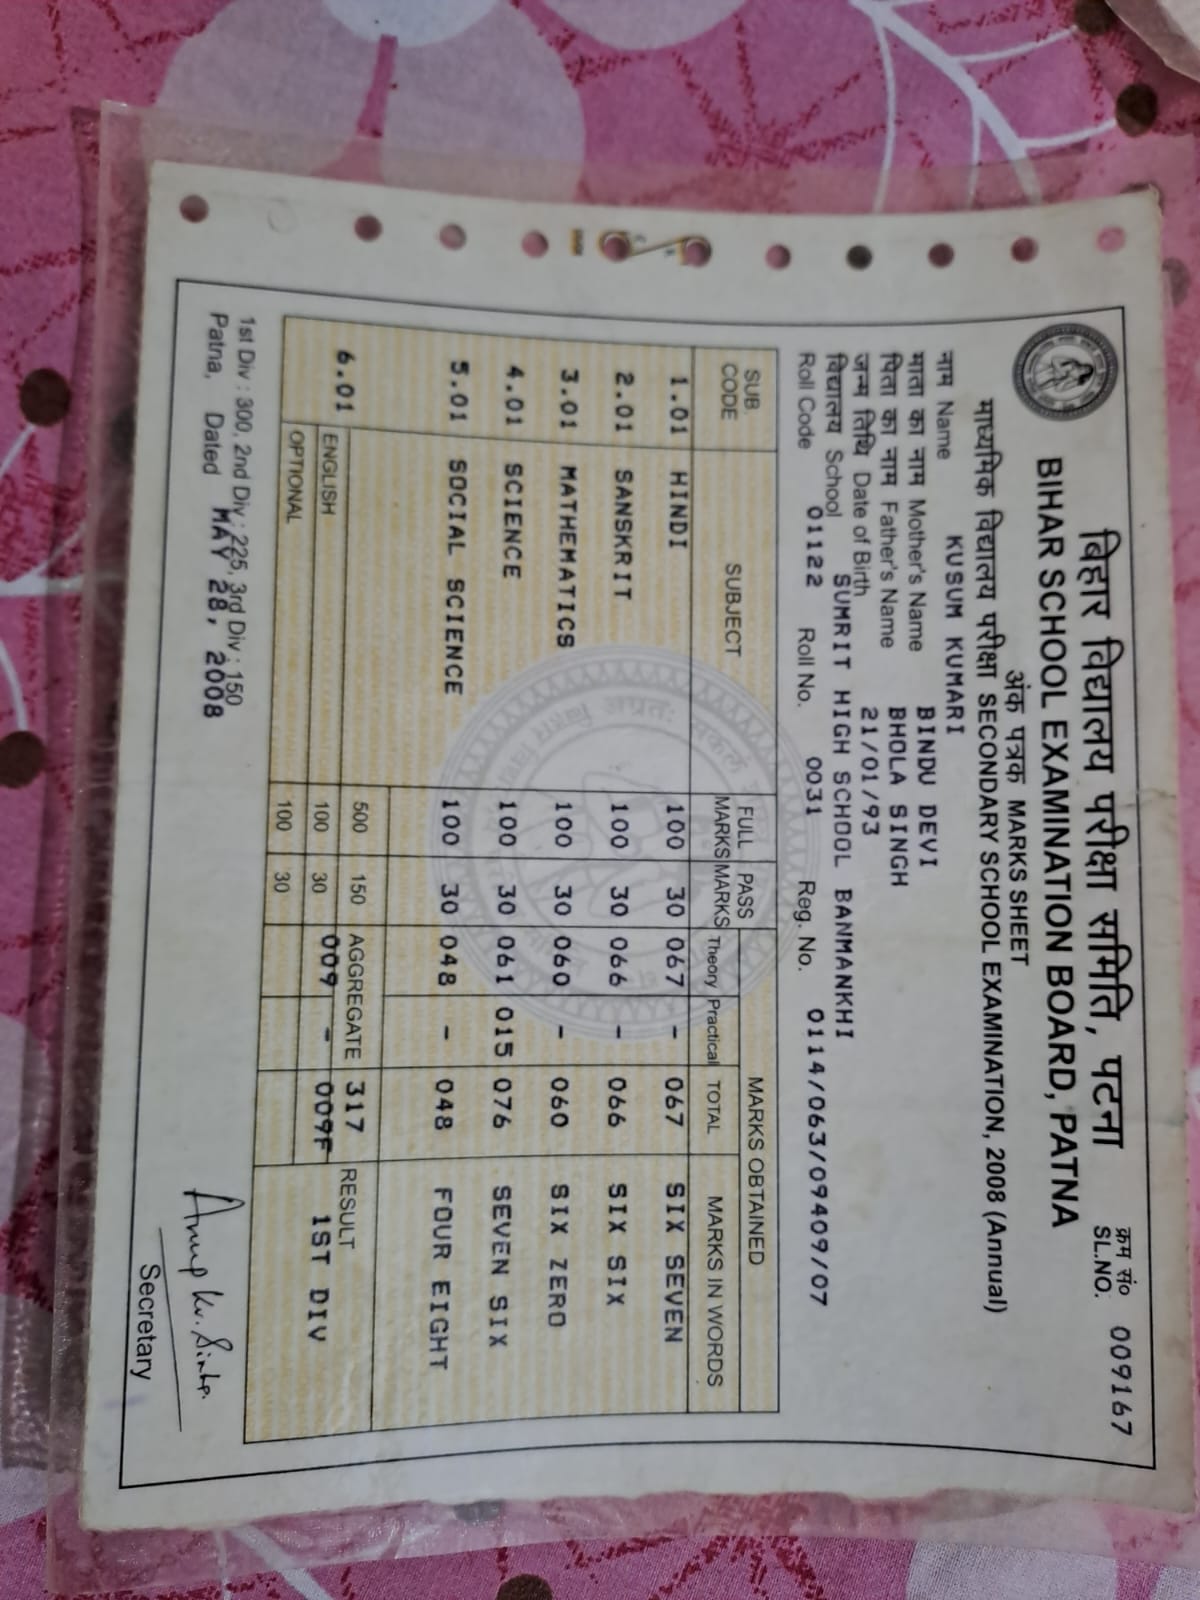 बिहार विद्यालय परीक्षा समिति, पटना
क्रम सं० 009167
BIHAR SCHOOL EXAMINATION BOARD, PATNA
SL.NO.
अंक पत्रक MARKS SHEET
माध्यमिक विद्यालय परीक्षा SECONDARY SCHOOL EXAMINATION, 2008 (Annual)
नाम Name KUSUM KUMARI
माता का नाम Mother's Name BINDU DEVI
पिता का नाम Father's Name BHOLA SINGH
जन्म तिथि Date of Birth 21/01/93
विद्यालय School SUMRIT HIGH SCHOOL BANMANKHI
Roll Code 01122 Roll No. 0031 Reg. No. 0114/063/09409/07
SUB. CODE SUBJECT FULL MARKS PASS MARKS MARKS OBTAINED
Theory Practical TOTAL MARKS IN WORDS
1.01 HINDI 100 30 067 - 067 SIX SEVEN
2.01 SANSKRIT 100 30 066 - 066 SIX SIX
3.01 MATHEMATICS 100 30 060 - 060 SIX ZERO
4.01 SCIENCE 100 30 061 015 076 SEVEN SIX
5.01 SOCIAL SCIENCE 100 30 048 - 048 FOUR EIGHT
500 150 AGGREGATE 317 RESULT
6.01 ENGLISH 100 30 009 - 009F 1ST DIV
OPTIONAL 100 30
1st Div : 300, 2nd Div : 225, 3rd Div : 150
Patna, Dated MAY 28, 2008
Anup Kr. Sinha.
Secretary